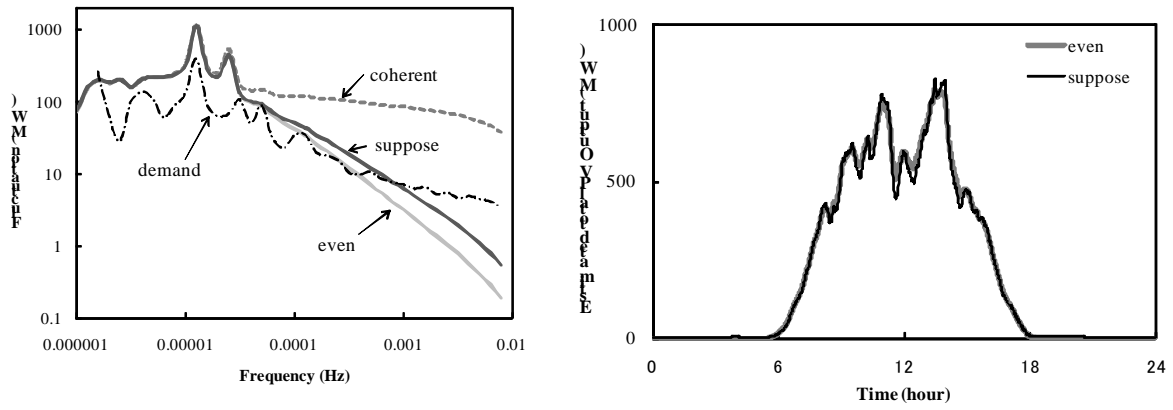 1000
100
10
1
0.1
coherent
suppose
demand
even
0.000001
0.00001
0.0001
0.001
0.01
Frequency (Hz)
1000
500
0
even
suppose
0
6
12
18
24
Time (hour)